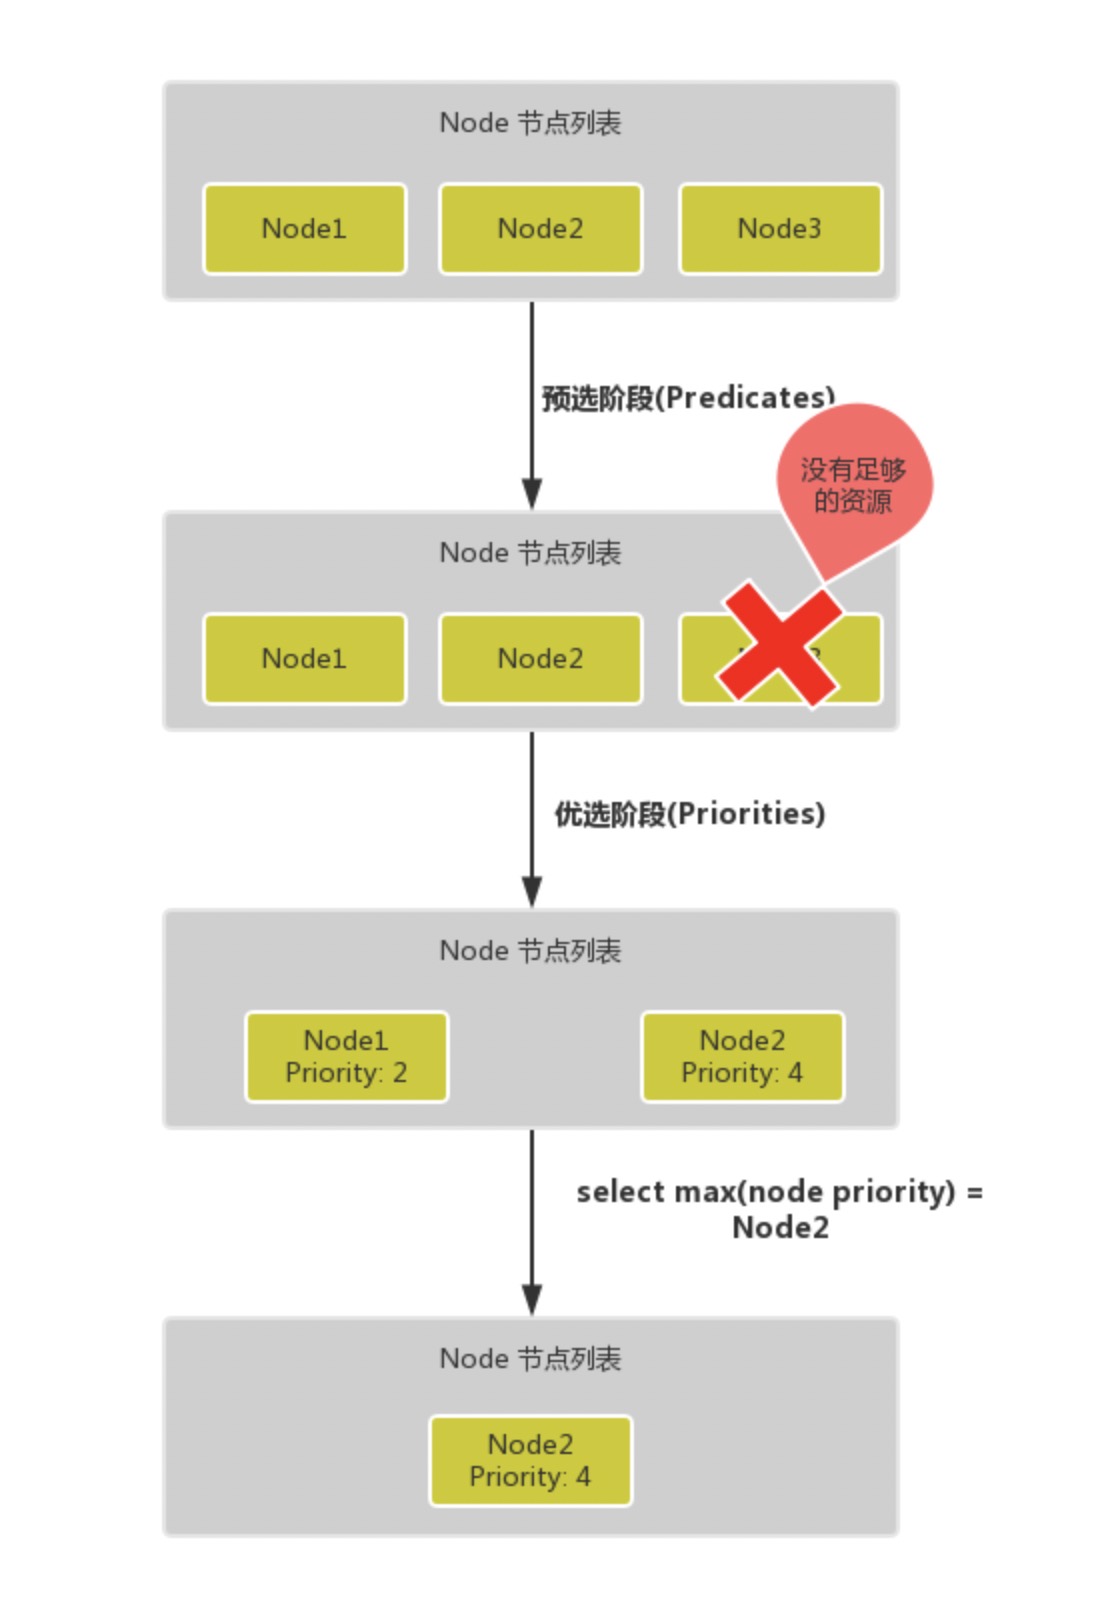 Node 节点列表
Node1
Node2
Node3
预选阶段(Predicates)
没有足够
的资源
Node 节点列表
Node1
Node2
优选阶段(Priorities)
Node 节点列表
Node1
Priority: 2
Node2
Priority: 4
select max(node priority) =
Node2
Node 节点列表
Node2
Priority: 4